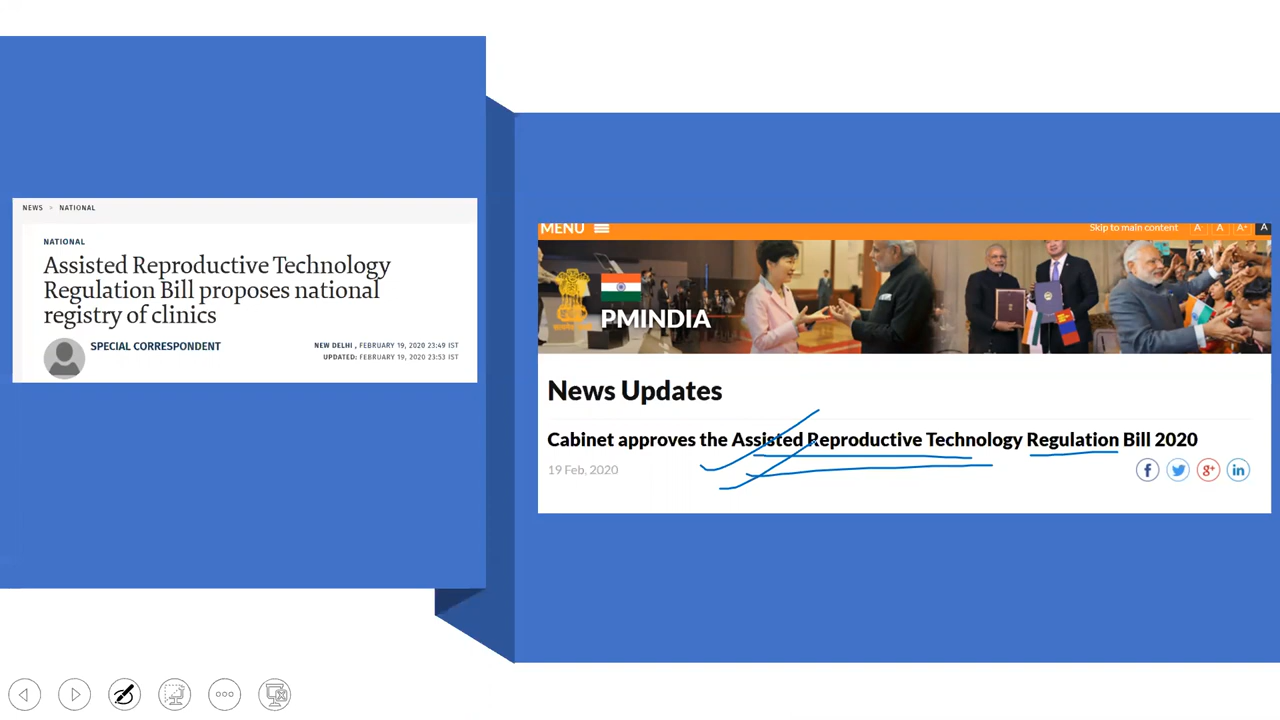 NEWS > NATIONAL
NATIONAL
Assisted Reproductive Technology
Regulation Bill proposes national
registry of clinics
SPECIAL CORRESPONDENT
NEW DELHI , FEBRUARY 19, 2020 23:49 IST
UPDATED: FEBRUARY 19, 2020 23:53 IST
MENU
Skip to main content A- A A+ A
PMINDIA
News Updates
Cabinet approves the Assisted Reproductive Technology Regulation Bill 2020
19 Feb, 2020
f g+ in